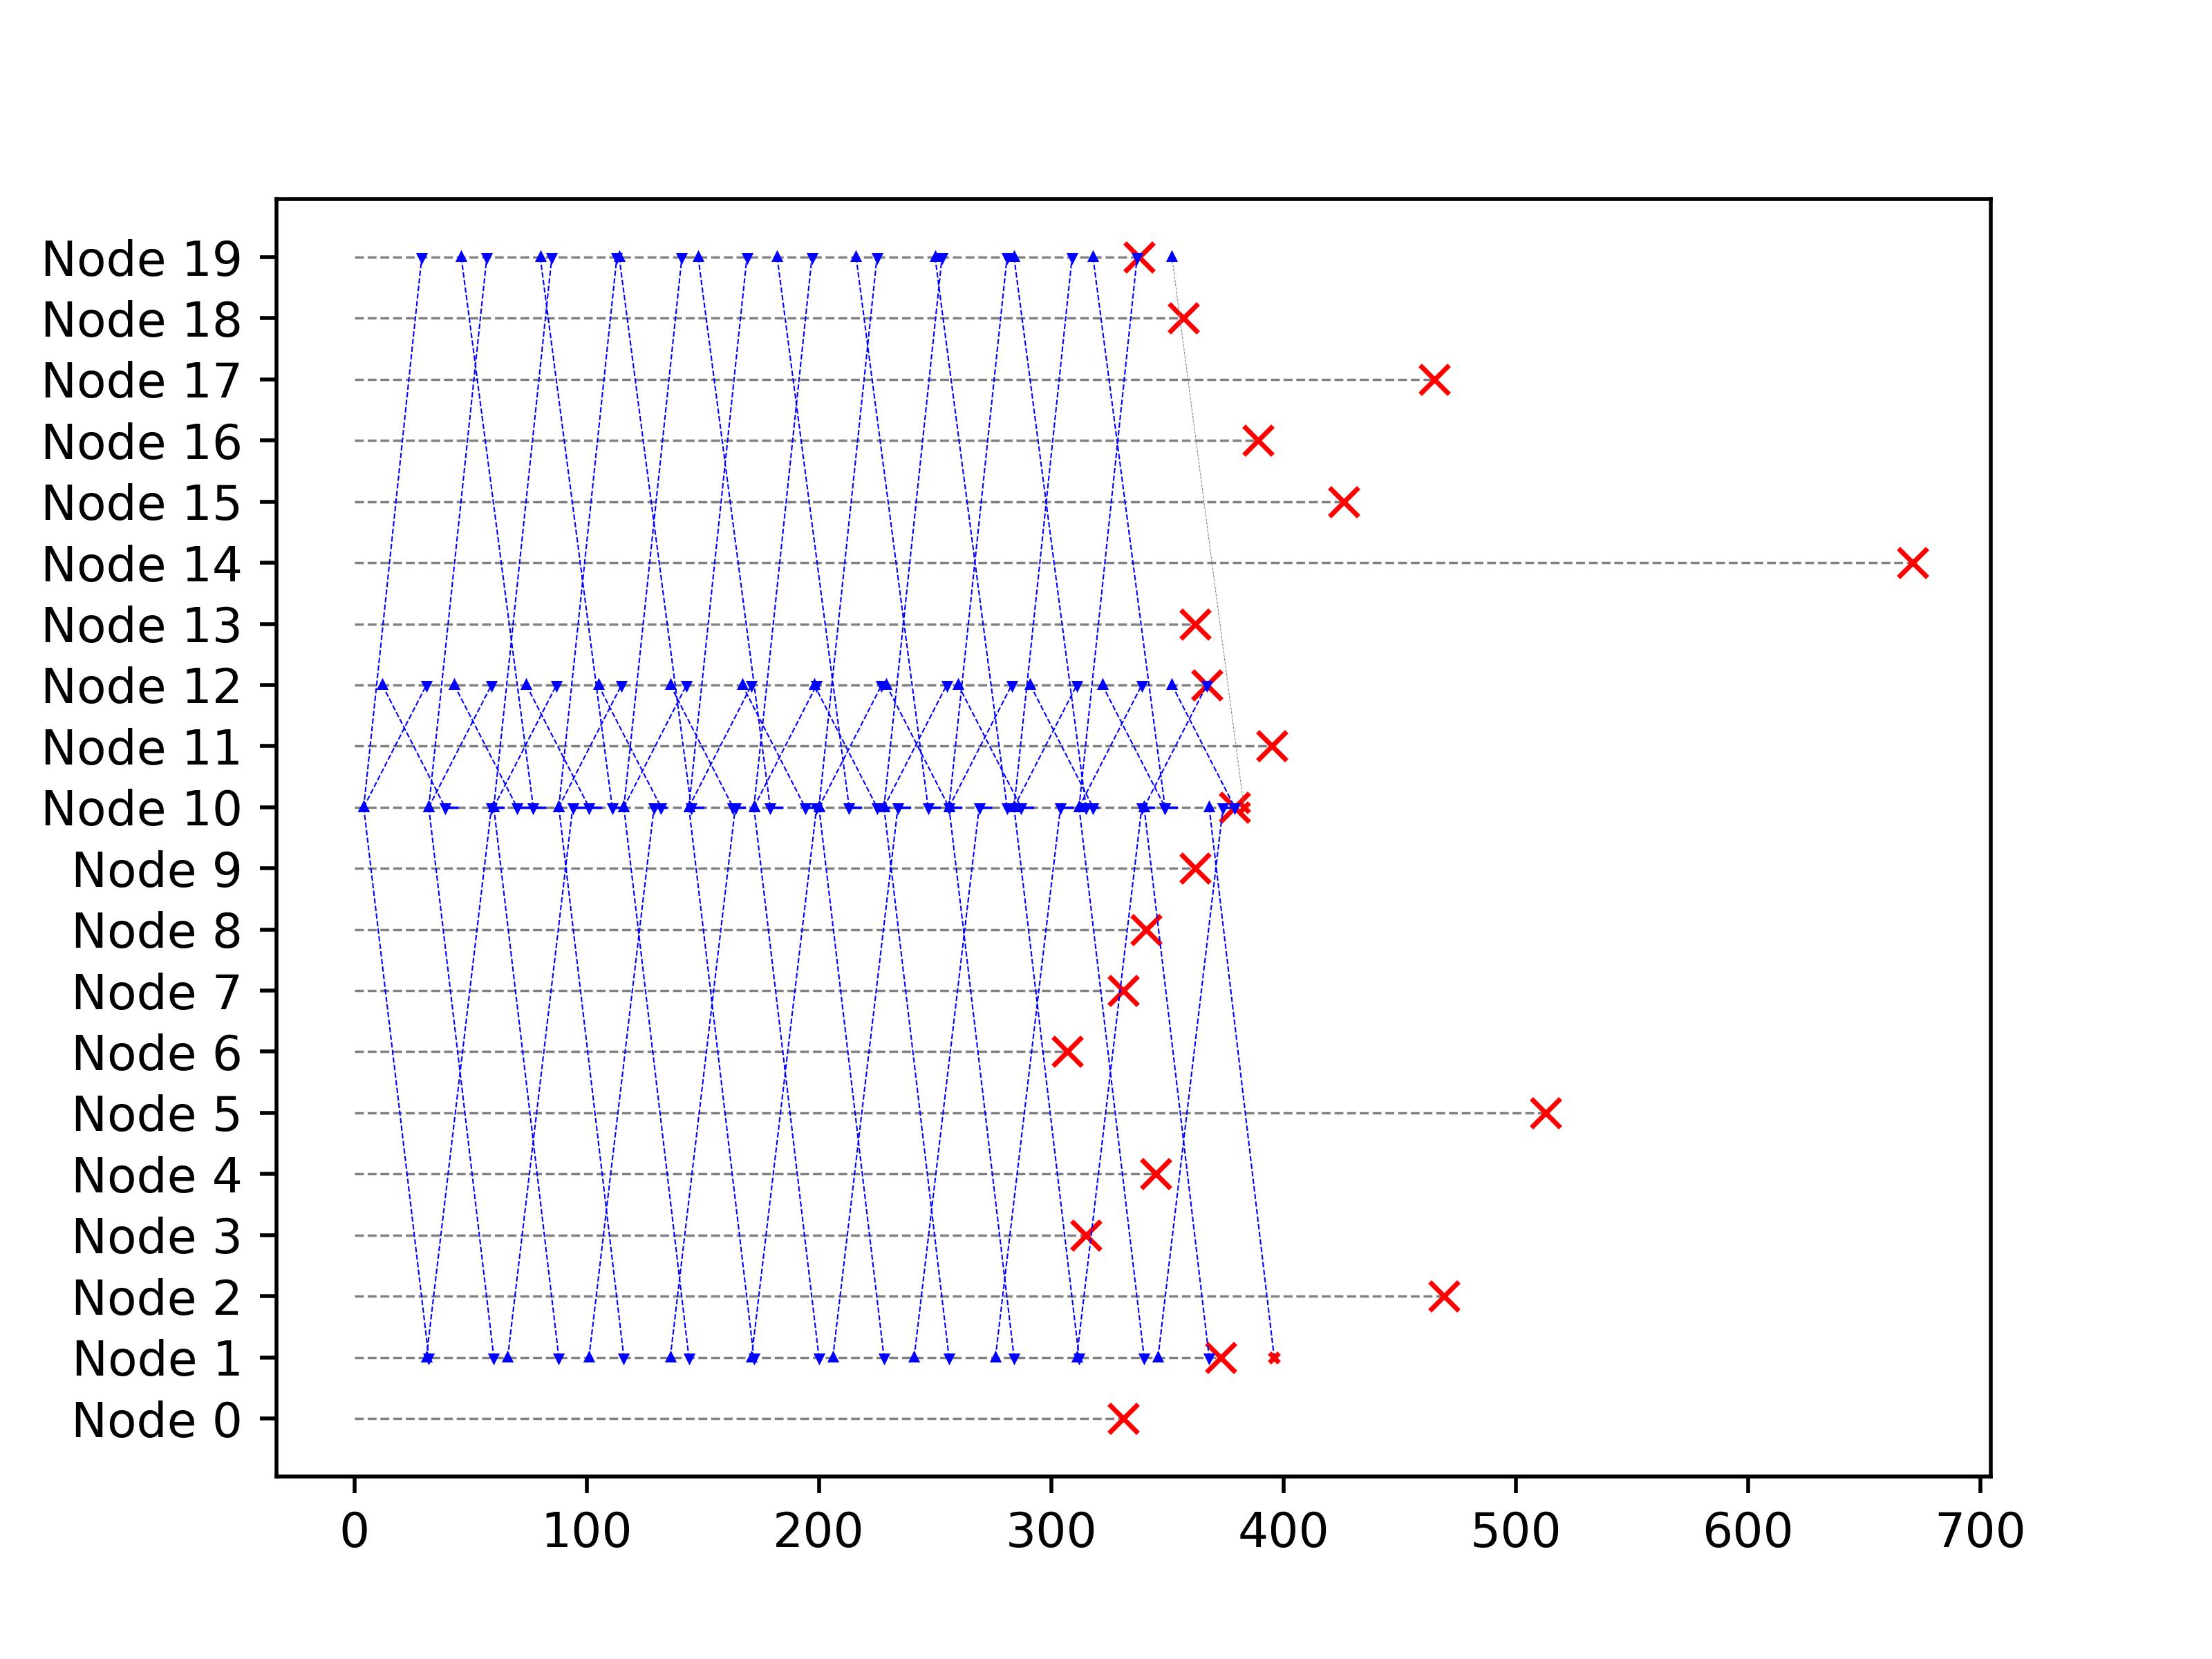 Node 19
Node 18
Node 17
Node 16
Node 15
Node 14
Node 13
Node 12
Node 11
Node 10
Node 9
Node 8
Node 7
Node 6
Node 5
Node 4
Node 3
Node 2
Node 1
Node 0
0 100 200 300 400 500 600 700